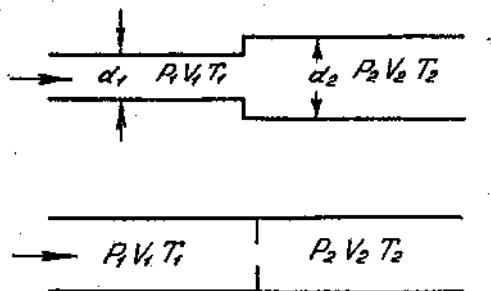 d₁ P₁ V₁ T₁ d₂ P₂ V₂ T₂
P₁ V₁ T₁ P₂ V₂ T₂